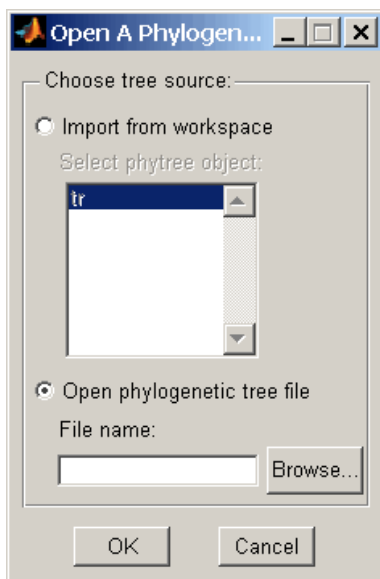 Open A Phylogen...
Choose tree source:
Import from workspace
Select phytree object:
tr
Open phylogenetic tree file
File name:
Browse...
OK
Cancel